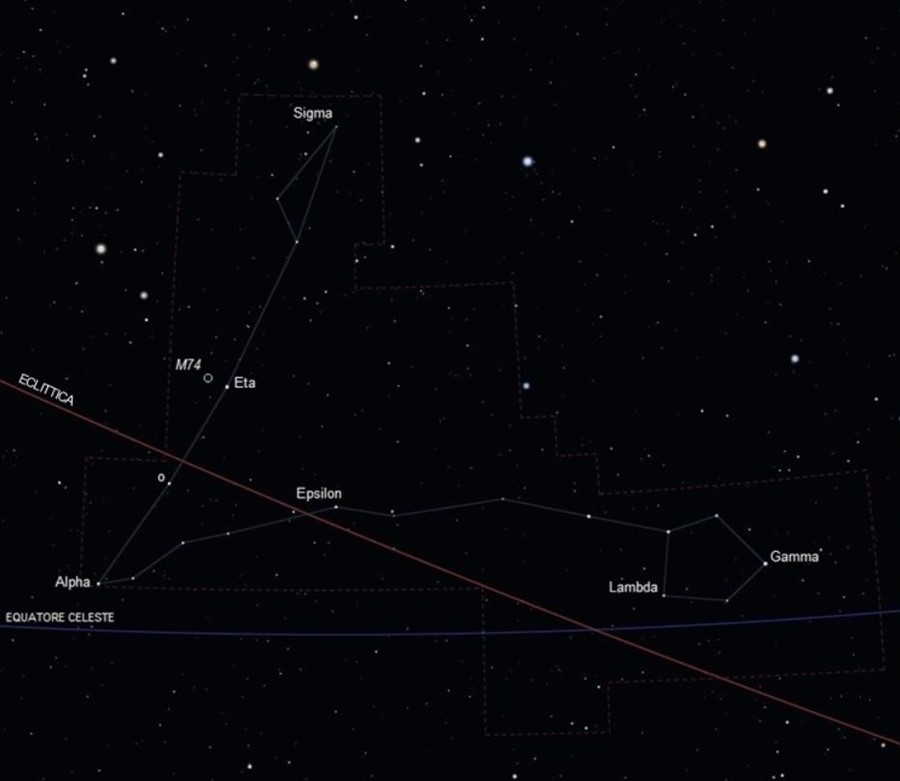 Sigma
M74
Eta
ECLITTICA
o
Epsilon
Gamma
Alpha
Lambda
EQUATORE CELESTE